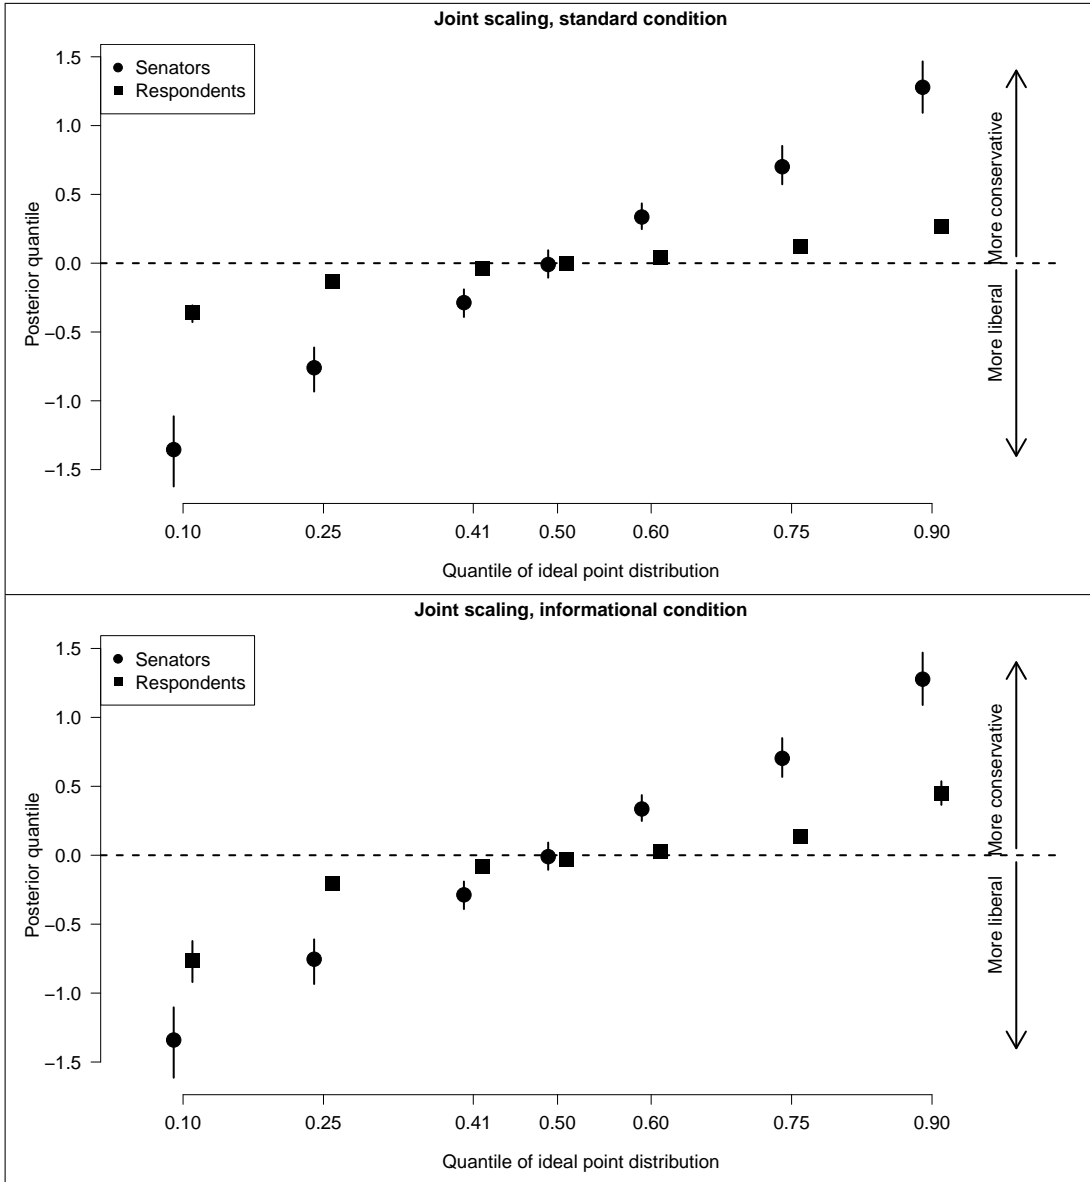 Joint scaling, standard condition
Senators
Respondents
1.5
1.0
0.5
0.0
−0.5
−1.0
−1.5
Posterior quantile
More conservative
More liberal
0.10 0.25 0.41 0.50 0.60 0.75 0.90
Quantile of ideal point distribution
Joint scaling, informational condition
Senators
Respondents
1.5
1.0
0.5
0.0
−0.5
−1.0
−1.5
Posterior quantile
More conservative
More liberal
0.10 0.25 0.41 0.50 0.60 0.75 0.90
Quantile of ideal point distribution